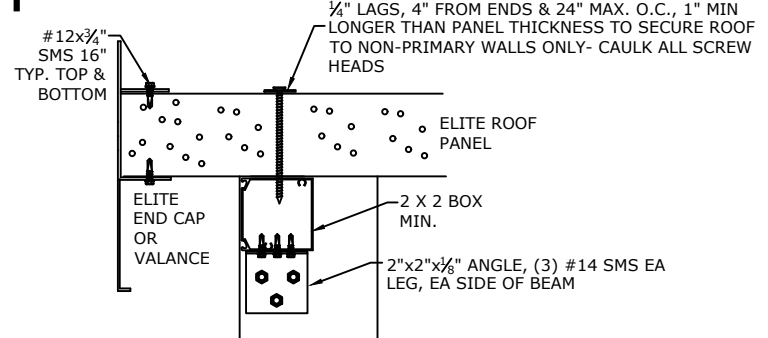 ¼" LAGS, 4" FROM ENDS & 24" MAX. O.C., 1" MIN
LONGER THAN PANEL THICKNESS TO SECURE ROOF
TO NON-PRIMARY WALLS ONLY- CAULK ALL SCREW
HEADS
#12x¾"
SMS 16"
TYP. TOP &
BOTTOM
ELITE ROOF
PANEL
ELITE
END CAP
OR
VALANCE
2 X 2 BOX
MIN.
2"x2"x⅛" ANGLE, (3) #14 SMS EA
LEG, EA SIDE OF BEAM